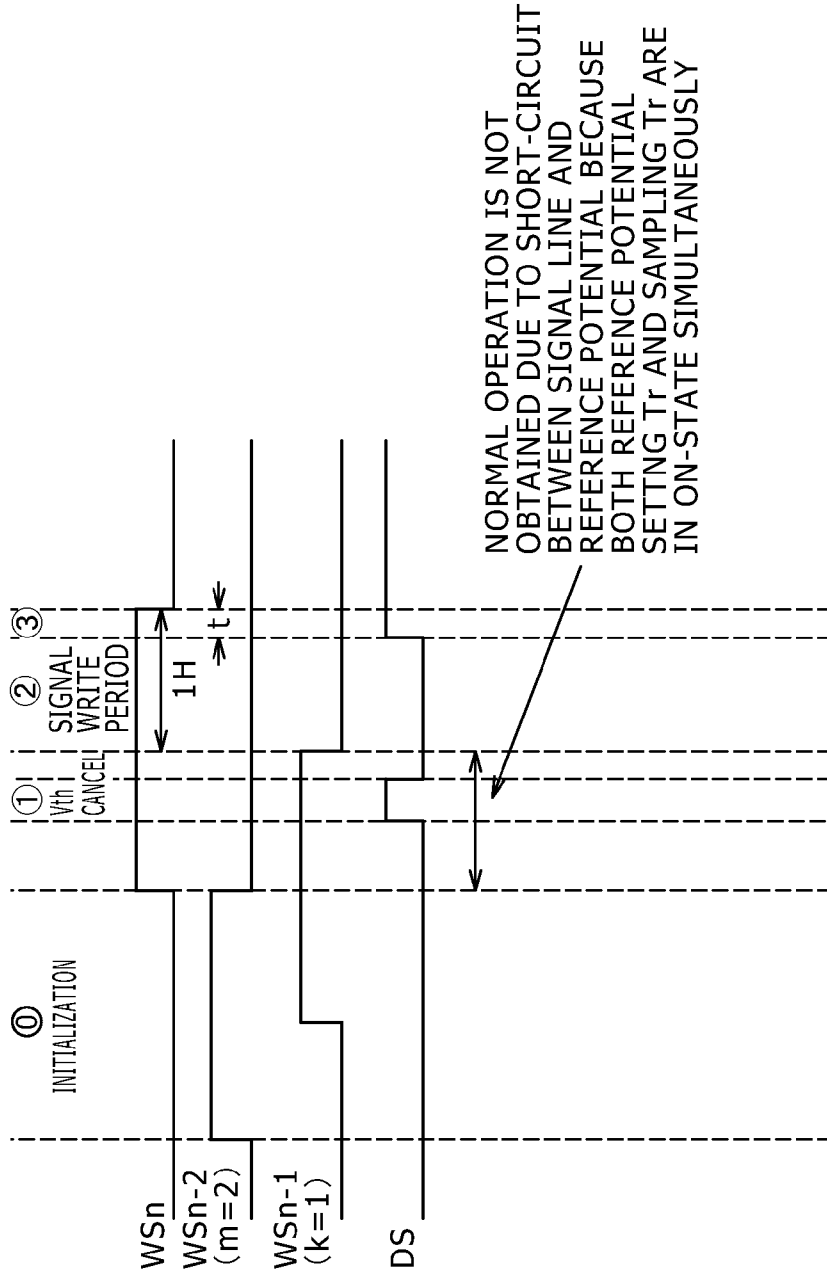 ⓪
INITIALIZATION
①
Vth
CANCEL
②
SIGNAL
WRITE
PERIOD
③
WSn
WSn-2
(m=2)
WSn-1
(k=1)
DS
1H
t
NORMAL OPERATION IS NOT
OBTAINED DUE TO SHORT-CIRCUIT
BETWEEN SIGNAL LINE AND
REFERENCE POTENTIAL BECAUSE
BOTH REFERENCE POTENTIAL
SETTNG Tr AND SAMPLING Tr ARE
IN ON-STATE SIMULTANEOUSLY